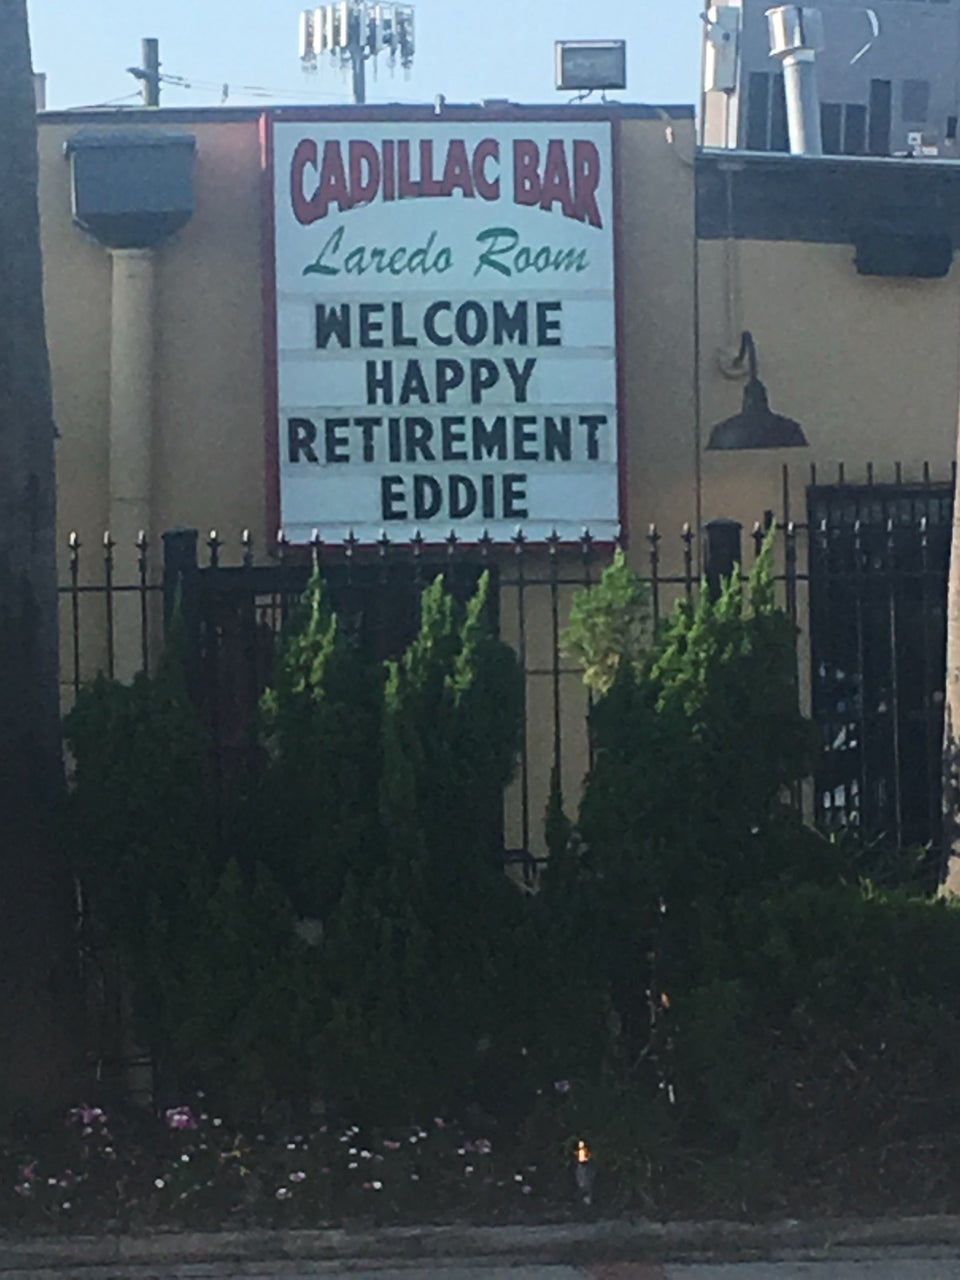 CADILLAC BAR
Laredo Room
WELCOME
HAPPY
RETIREMENT
EDDIE